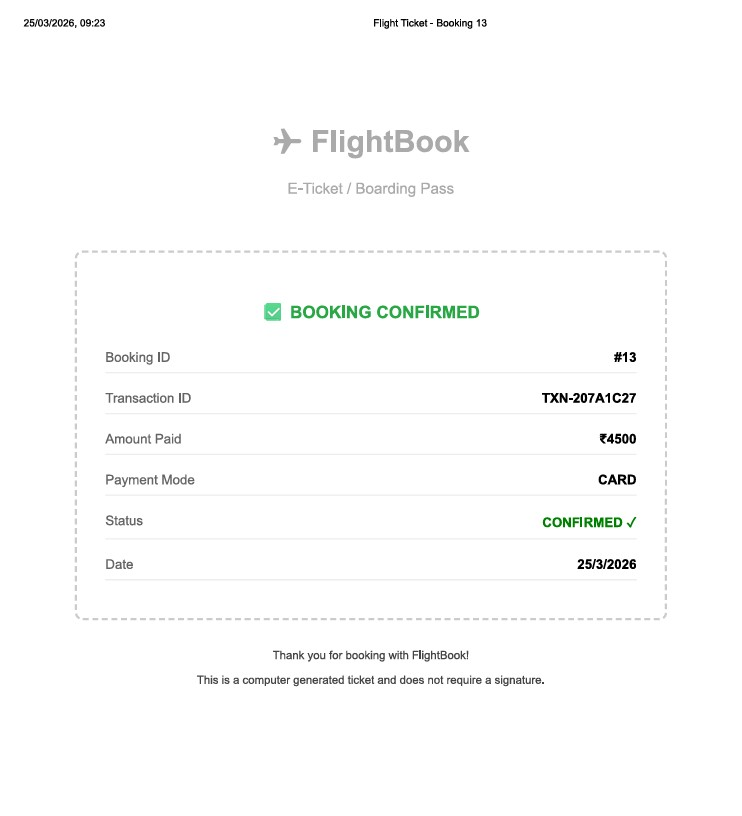 25/03/2026, 09:23 Flight Ticket - Booking 13
FlightBook
E-Ticket / Boarding Pass
BOOKING CONFIRMED
Booking ID #13
Transaction ID TXN-207A1C27
Amount Paid ₹4500
Payment Mode CARD
Status CONFIRMED ✓
Date 25/3/2026
Thank you for booking with FlightBook!
This is a computer generated ticket and does not require a signature.